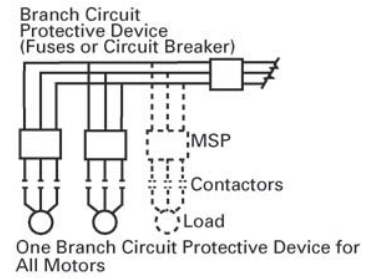 Branch Circuit
Protective Device
(Fuses or Circuit Breaker)
MSP
Contactors
Load
One Branch Circuit Protective Device for
All Motors